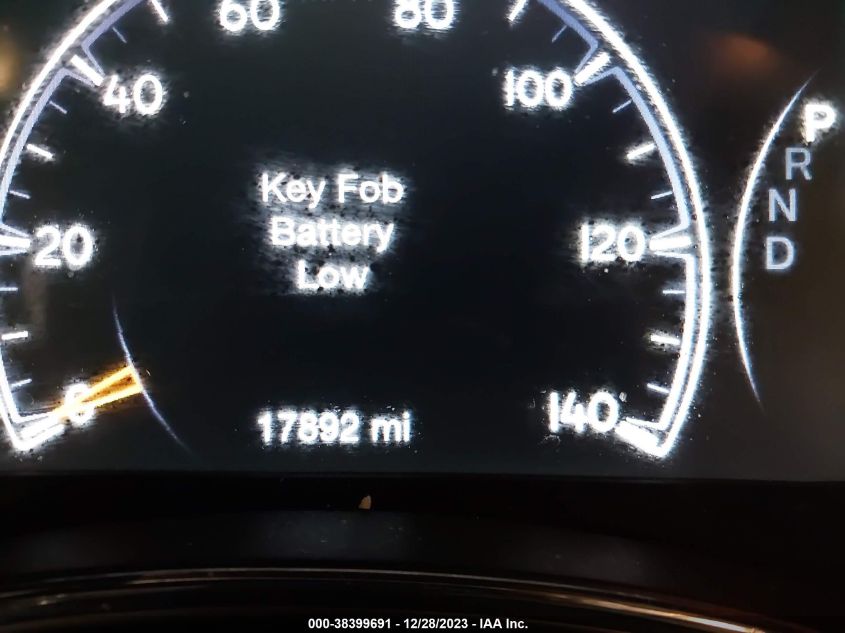 60 80
40 100
P
R
Key Fob
N
Battery
20 120
D
Low
0
140
17892 mi
000-38399691 - 12/28/2023 - IAA Inc.